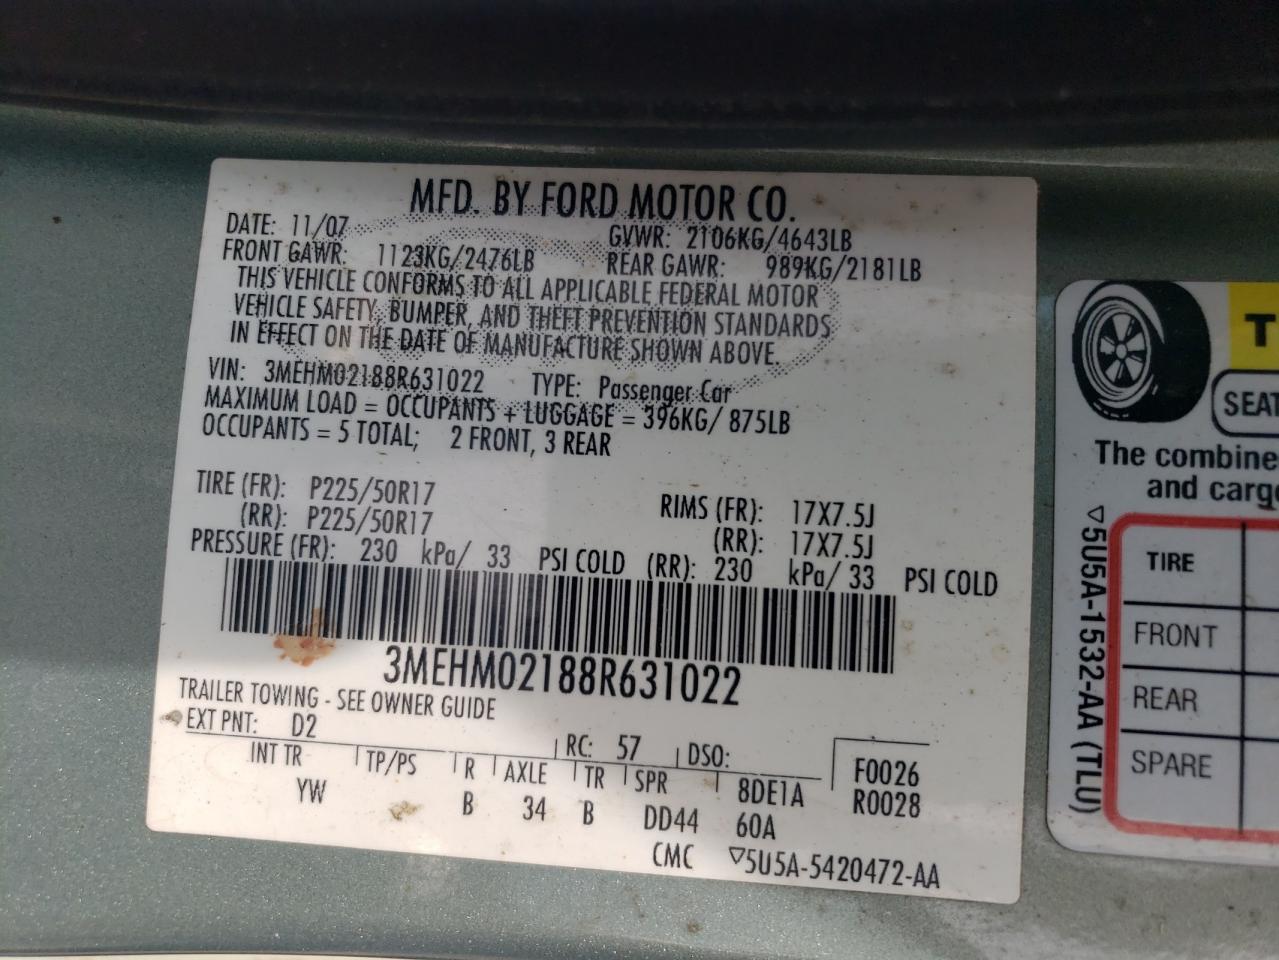 MFD. BY FORD MOTOR CO.
DATE: 11/07 GVWR: 2106KG/4643LB
FRONT GAWR: 1123KG/2476LB REAR GAWR: 989KG/2181LB
THIS VEHICLE CONFORMS TO ALL APPLICABLE FEDERAL MOTOR
VEHICLE SAFETY, BUMPER, AND THEFT PREVENTION STANDARDS
IN EFFECT ON THE DATE OF MANUFACTURE SHOWN ABOVE.
VIN: 3MEHM02188R631022 TYPE: Passenger Car
MAXIMUM LOAD = OCCUPANTS + LUGGAGE = 396KG/ 875LB
OCCUPANTS = 5 TOTAL; 2 FRONT, 3 REAR
TIRE (FR): P225/50R17 RIMS (FR): 17X7.5J
(RR): P225/50R17 (RR): 17X7.5J
PRESSURE (FR): 230 kPa/ 33 PSI COLD (RR): 230 kPa/ 33 PSI COLD
3MEHM02188R631022
TRAILER TOWING - SEE OWNER GUIDE
EXT PNT: D2 RC: 57 DSO:
INT TR TP/PS R AXLE TR SPR 8DE1A F0026
YW B 34 B DD44 60A R0028
CMC ▽5U5A-5420472-AA
T
SEAT
The combine
and cargo
▽5U5A-1532-AA (TLU)
TIRE
FRONT
REAR
SPARE